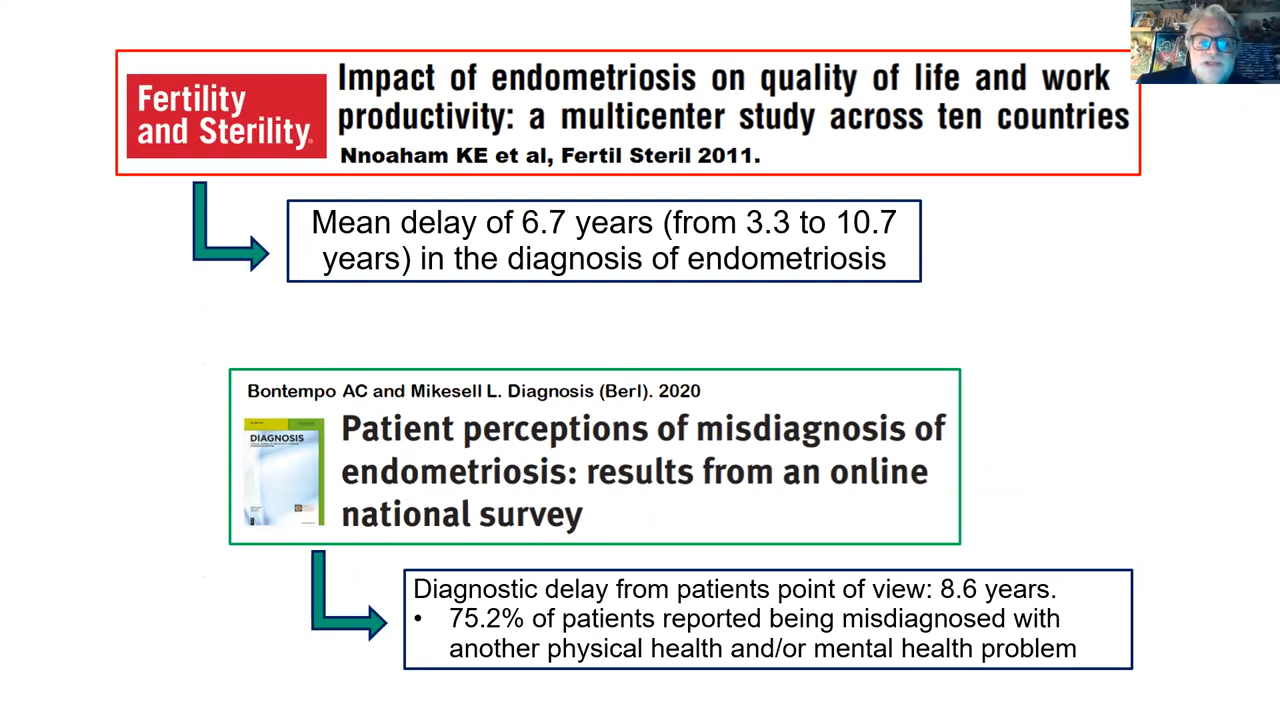 Fertility
and Sterility®
Impact of endometriosis on quality of life and work
productivity: a multicenter study across ten countries
Nnoaham KE et al, Fertil Steril 2011.
Mean delay of 6.7 years (from 3.3 to 10.7
years) in the diagnosis of endometriosis
Bontempo AC and Mikesell L. Diagnosis (Berl). 2020
DIAGNOSIS
Patient perceptions of misdiagnosis of
endometriosis: results from an online
national survey
Diagnostic delay from patients point of view: 8.6 years.
• 75.2% of patients reported being misdiagnosed with
another physical health and/or mental health problem